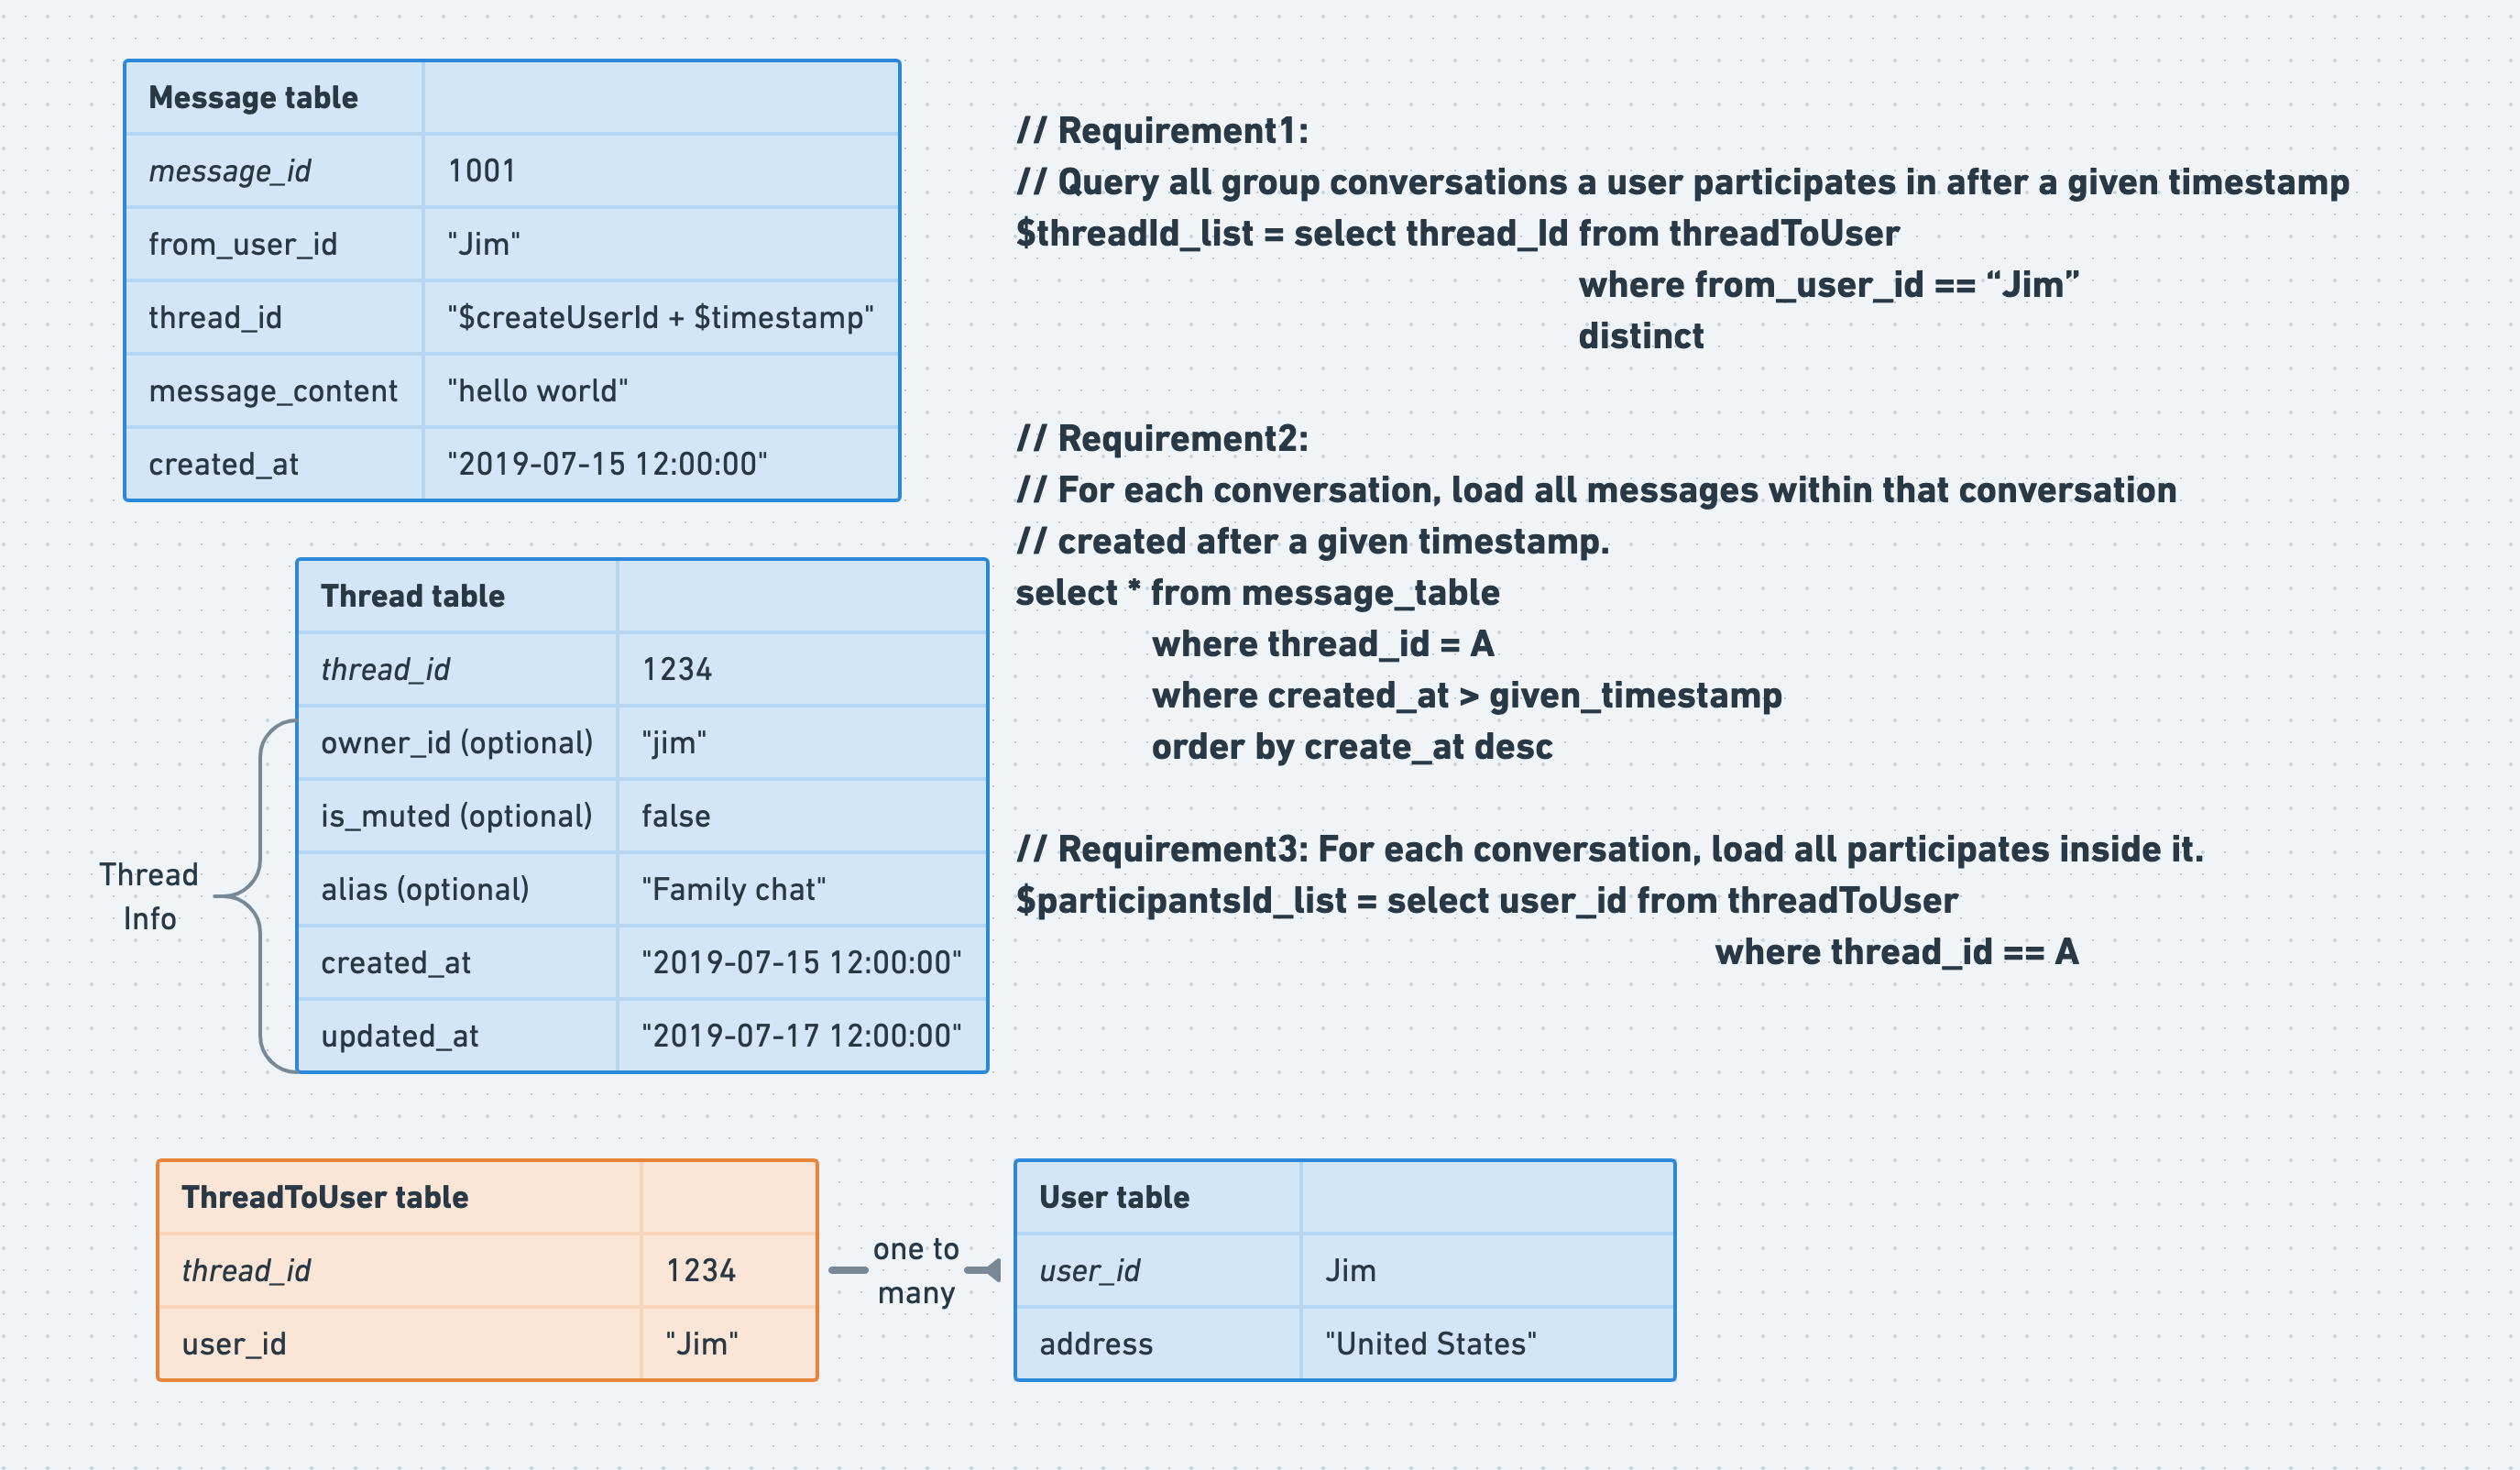 Message table
message_id 1001
from_user_id "Jim"
thread_id "$createUserId + $timestamp"
message_content "hello world"
created_at "2019-07-15 12:00:00"
// Requirement1:
// Query all group conversations a user participates in after a given timestamp
$threadId_list = select thread_Id from threadToUser
where from_user_id == “Jim”
distinct
// Requirement2:
// For each conversation, load all messages within that conversation
// created after a given timestamp.
select * from message_table
where thread_id = A
where created_at > given_timestamp
order by create_at desc
// Requirement3: For each conversation, load all participates inside it.
$participantsId_list = select user_id from threadToUser
where thread_id == A
Thread table
thread_id 1234
owner_id (optional) "jim"
is_muted (optional) false
alias (optional) "Family chat"
created_at "2019-07-15 12:00:00"
updated_at "2019-07-17 12:00:00"
Thread
Info
ThreadToUser table
thread_id 1234
user_id "Jim"
one to
many
User table
user_id Jim
address "United States"